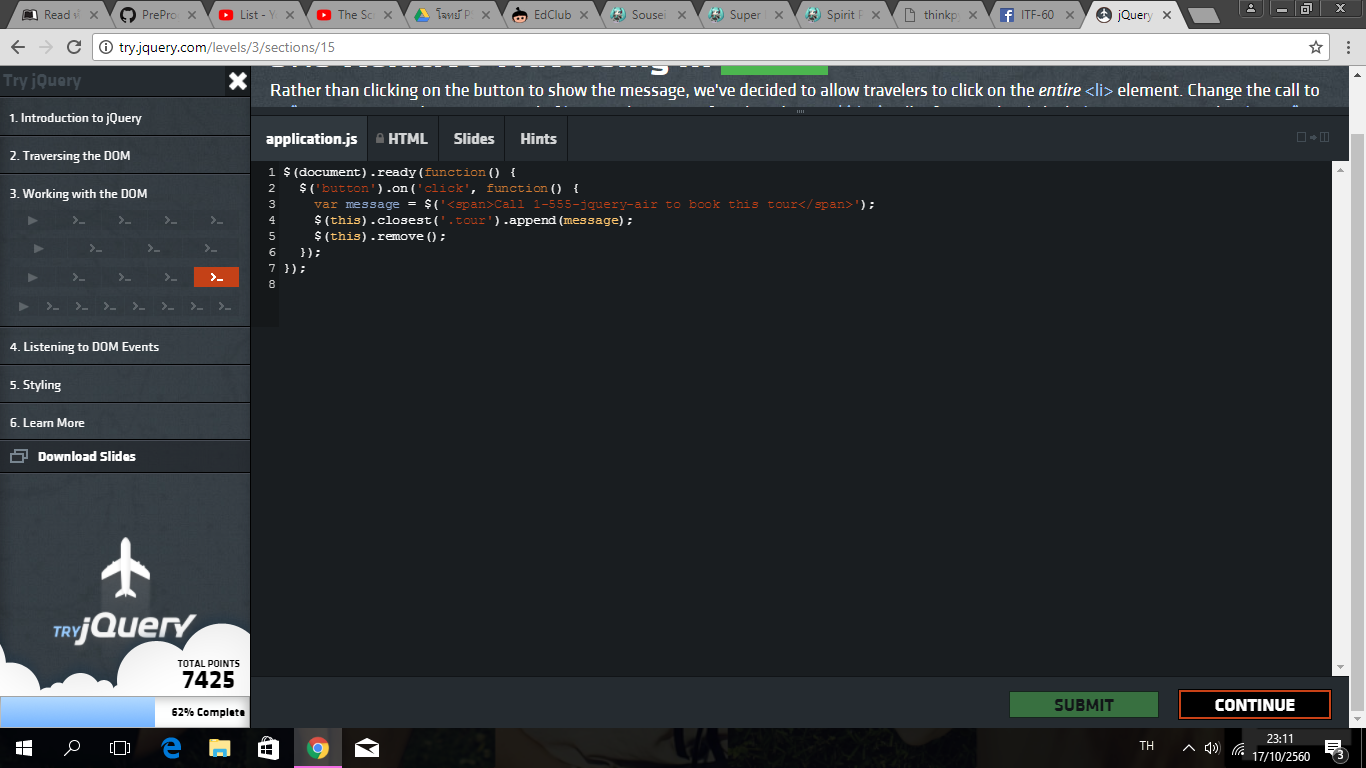 Read
PrePro
List - Y
The Sc
โจทย์ P
EdClub
Souse
Super
Spirit F
thinkp
ITF-60
jQuery
try.jquery.com/levels/3/sections/15
Try jQuery
1. Introduction to jQuery
2. Traversing the DOM
3. Working with the DOM
4. Listening to DOM Events
5. Styling
6. Learn More
Download Slides
TRY jQuery
TOTAL POINTS
7425
62% Complete
Rather than clicking on the button to show the message, we've decided to allow travelers to click on the entire <li> element. Change the call to
application.js HTML Slides Hints
1 $(document).ready(function() {
2 $('button').on('click', function() {
3 var message = $('<span>Call 1-555-jquery-air to book this tour</span>');
4 $(this).closest('.tour').append(message);
5 $(this).remove();
6 });
7 });
8
SUBMIT CONTINUE
TH
23:11
17/10/2560
3